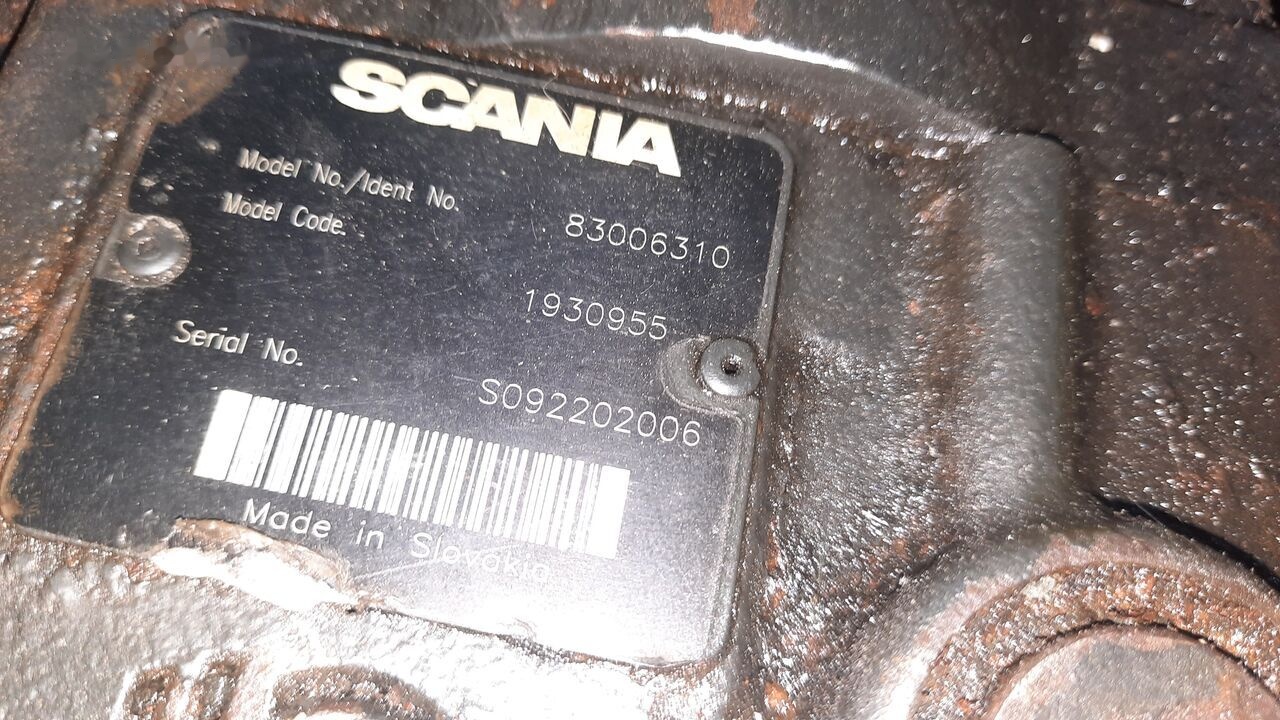 SCANIA
Model No./Ident No. 83006310
Model Code.
1930955
Serial No. S092202006
Made in Slovakia